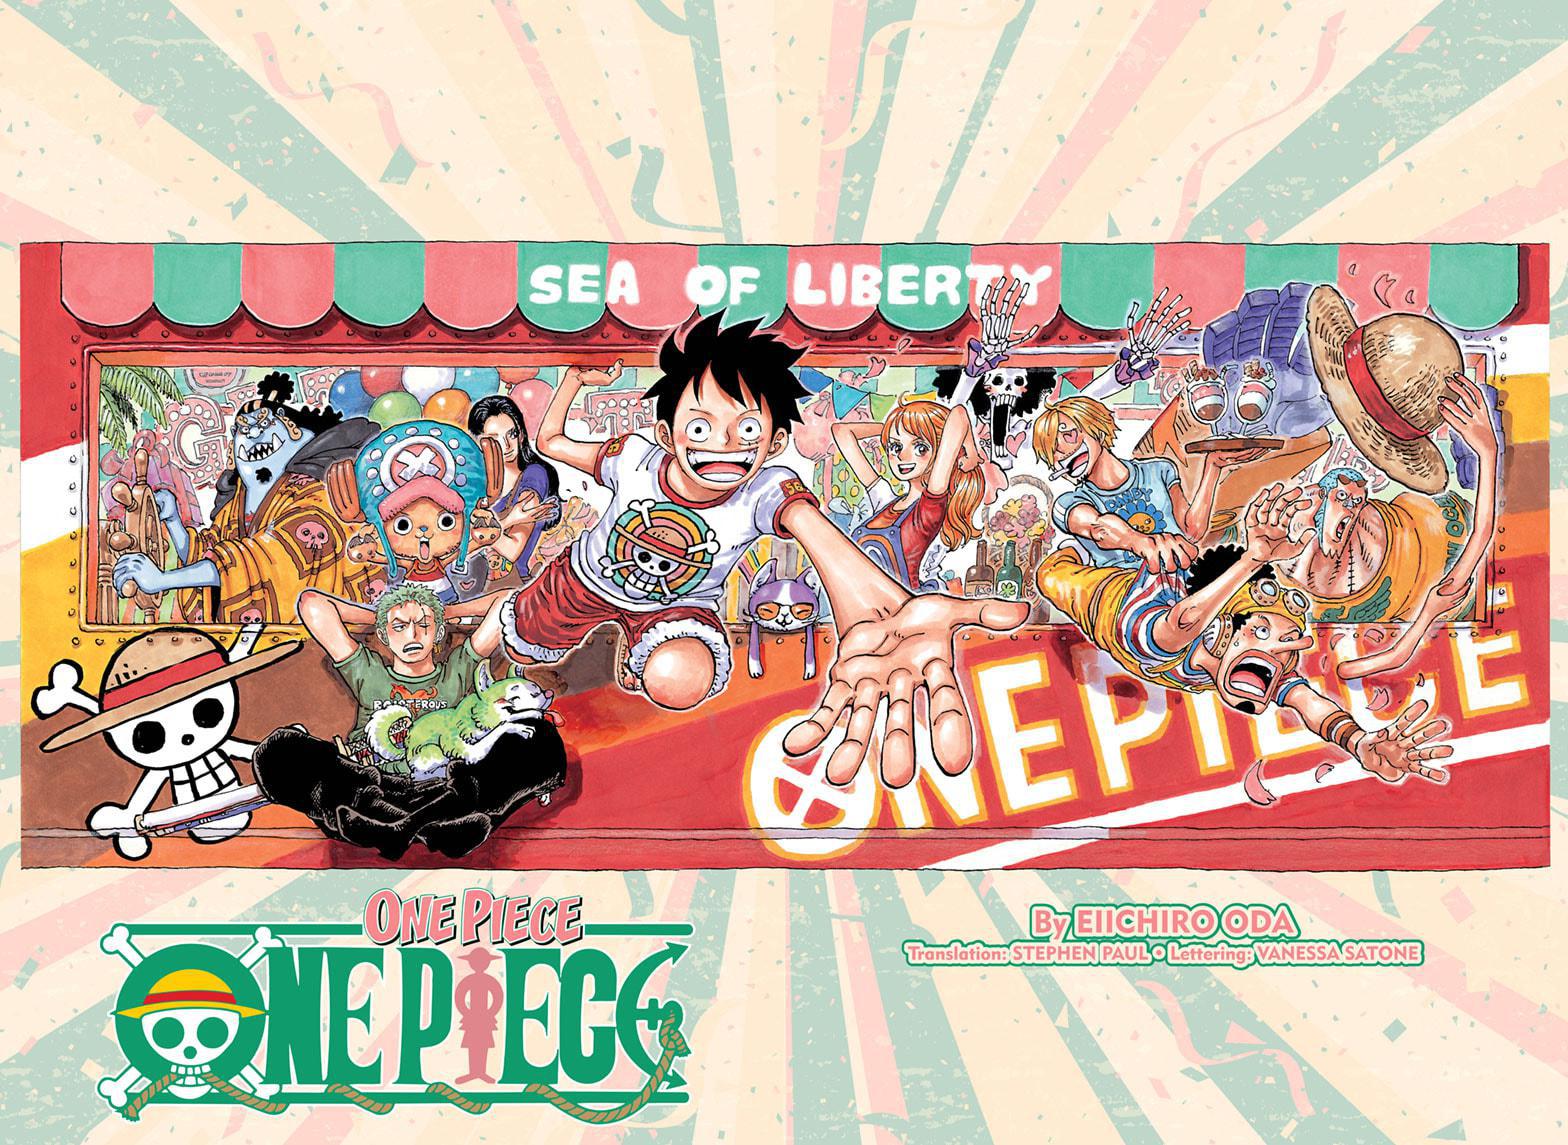 SEA OF LIBERTY
ONE PIECE
ONE PIECE
ONE PIECE
By EIICHIRO ODA
Translation: STEPHEN PAUL • Lettering: VANESSA SATONE